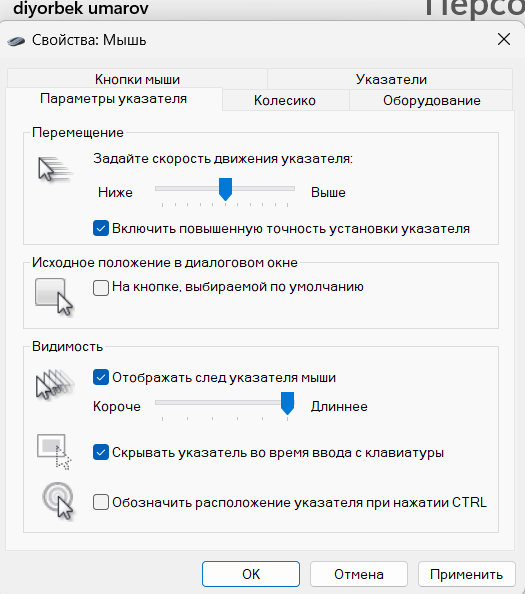 diyorbek umarov
Персо
Свойства: Мышь
Кнопки мыши
Указатели
Параметры указателя
Колесико
Оборудование
Перемещение
Задайте скорость движения указателя:
Ниже
Выше
Включить повышенную точность установки указателя
Исходное положение в диалоговом окне
На кнопке, выбираемой по умолчанию
Видимость
Отображать след указателя мыши
Короче
Длиннее
Скрывать указатель во время ввода с клавиатуры
Обозначить расположение указателя при нажатии CTRL
OK
Отмена
Применить